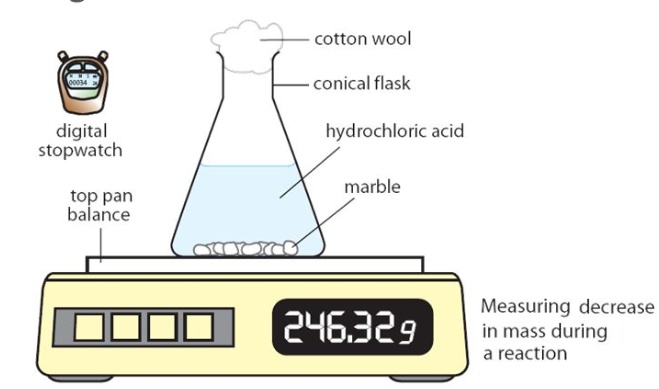 cotton wool
conical flask
digital
stopwatch
hydrochloric acid
marble
top pan
balance
246.32g
Measuring decrease
in mass during
a reaction